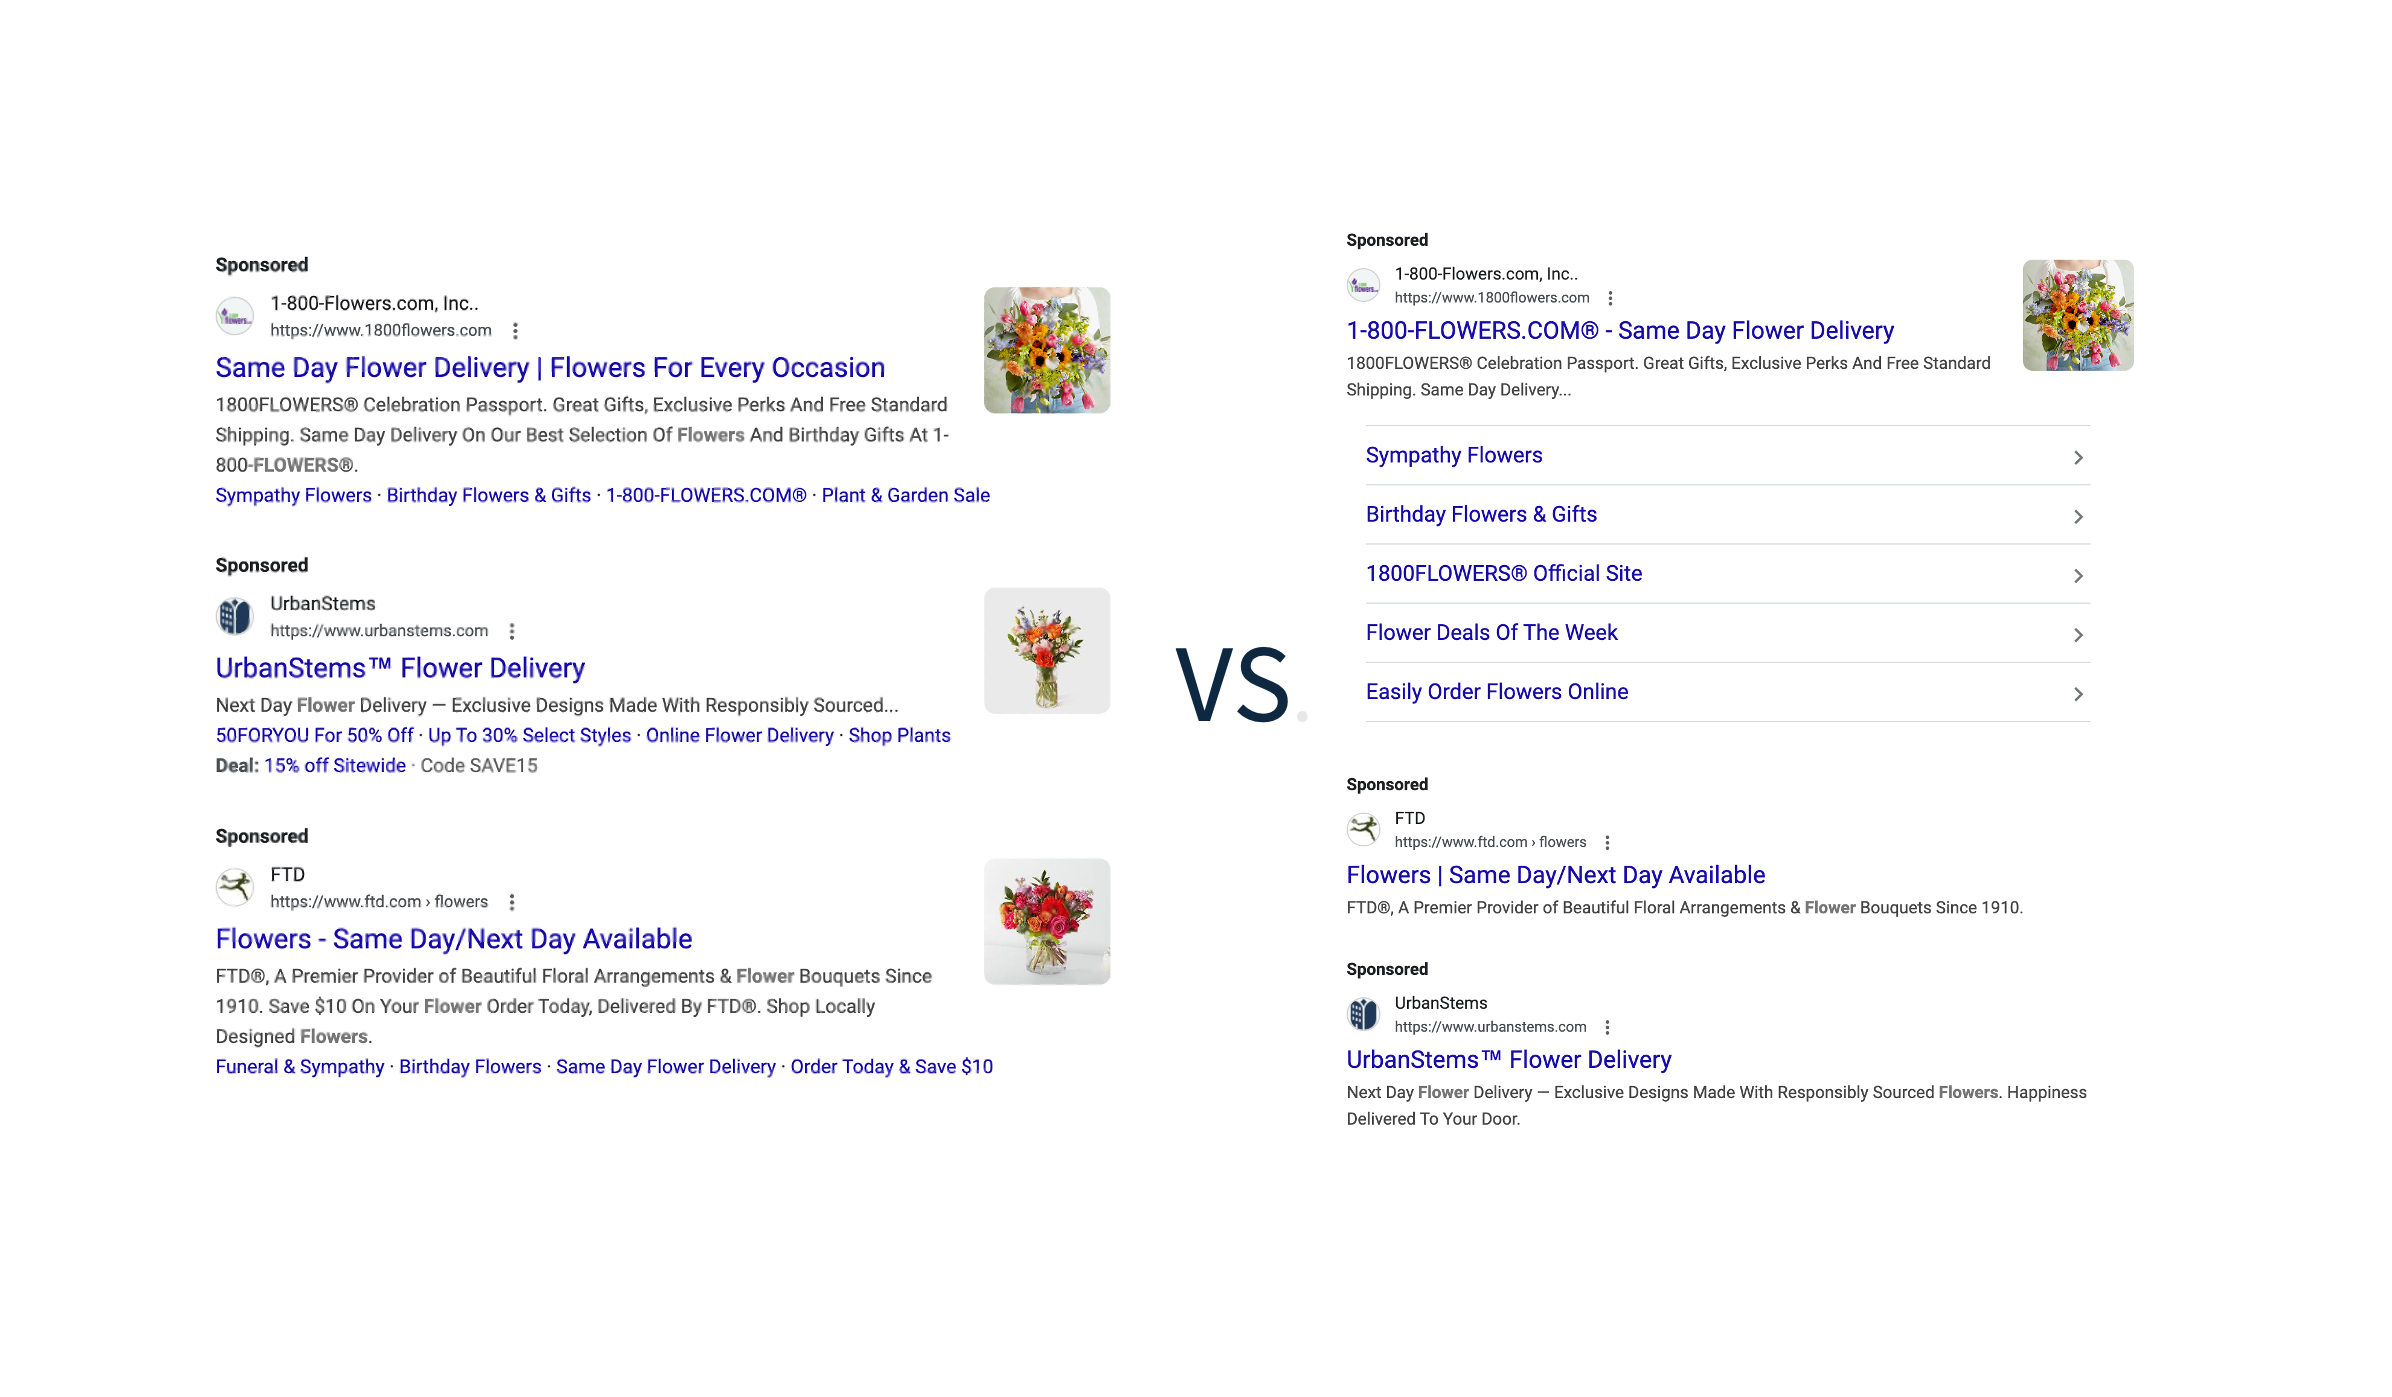 Sponsored
1-800-Flowers.com, Inc..
https://www.1800flowers.com
Same Day Flower Delivery | Flowers For Every Occasion
1800FLOWERS® Celebration Passport. Great Gifts, Exclusive Perks And Free Standard
Shipping. Same Day Delivery On Our Best Selection Of Flowers And Birthday Gifts At 1-
800-FLOWERS®.
Sympathy Flowers · Birthday Flowers & Gifts · 1-800-FLOWERS.COM® · Plant & Garden Sale
Sponsored
UrbanStems
https://www.urbanstems.com
UrbanStems™ Flower Delivery
Next Day Flower Delivery — Exclusive Designs Made With Responsibly Sourced...
50FORYOU For 50% Off · Up To 30% Select Styles · Online Flower Delivery · Shop Plants
Deal: 15% off Sitewide · Code SAVE15
Sponsored
FTD
https://www.ftd.com › flowers
Flowers - Same Day/Next Day Available
FTD®, A Premier Provider of Beautiful Floral Arrangements & Flower Bouquets Since
1910. Save $10 On Your Flower Order Today, Delivered By FTD®. Shop Locally
Designed Flowers.
Funeral & Sympathy · Birthday Flowers · Same Day Flower Delivery · Order Today & Save $10
VS.
Sponsored
1-800-Flowers.com, Inc..
https://www.1800flowers.com
1-800-FLOWERS.COM® - Same Day Flower Delivery
1800FLOWERS® Celebration Passport. Great Gifts, Exclusive Perks And Free Standard
Shipping. Same Day Delivery...
Sympathy Flowers
Birthday Flowers & Gifts
1800FLOWERS® Official Site
Flower Deals Of The Week
Easily Order Flowers Online
Sponsored
FTD
https://www.ftd.com › flowers
Flowers | Same Day/Next Day Available
FTD®, A Premier Provider of Beautiful Floral Arrangements & Flower Bouquets Since 1910.
Sponsored
UrbanStems
https://www.urbanstems.com
UrbanStems™ Flower Delivery
Next Day Flower Delivery — Exclusive Designs Made With Responsibly Sourced Flowers. Happiness
Delivered To Your Door.